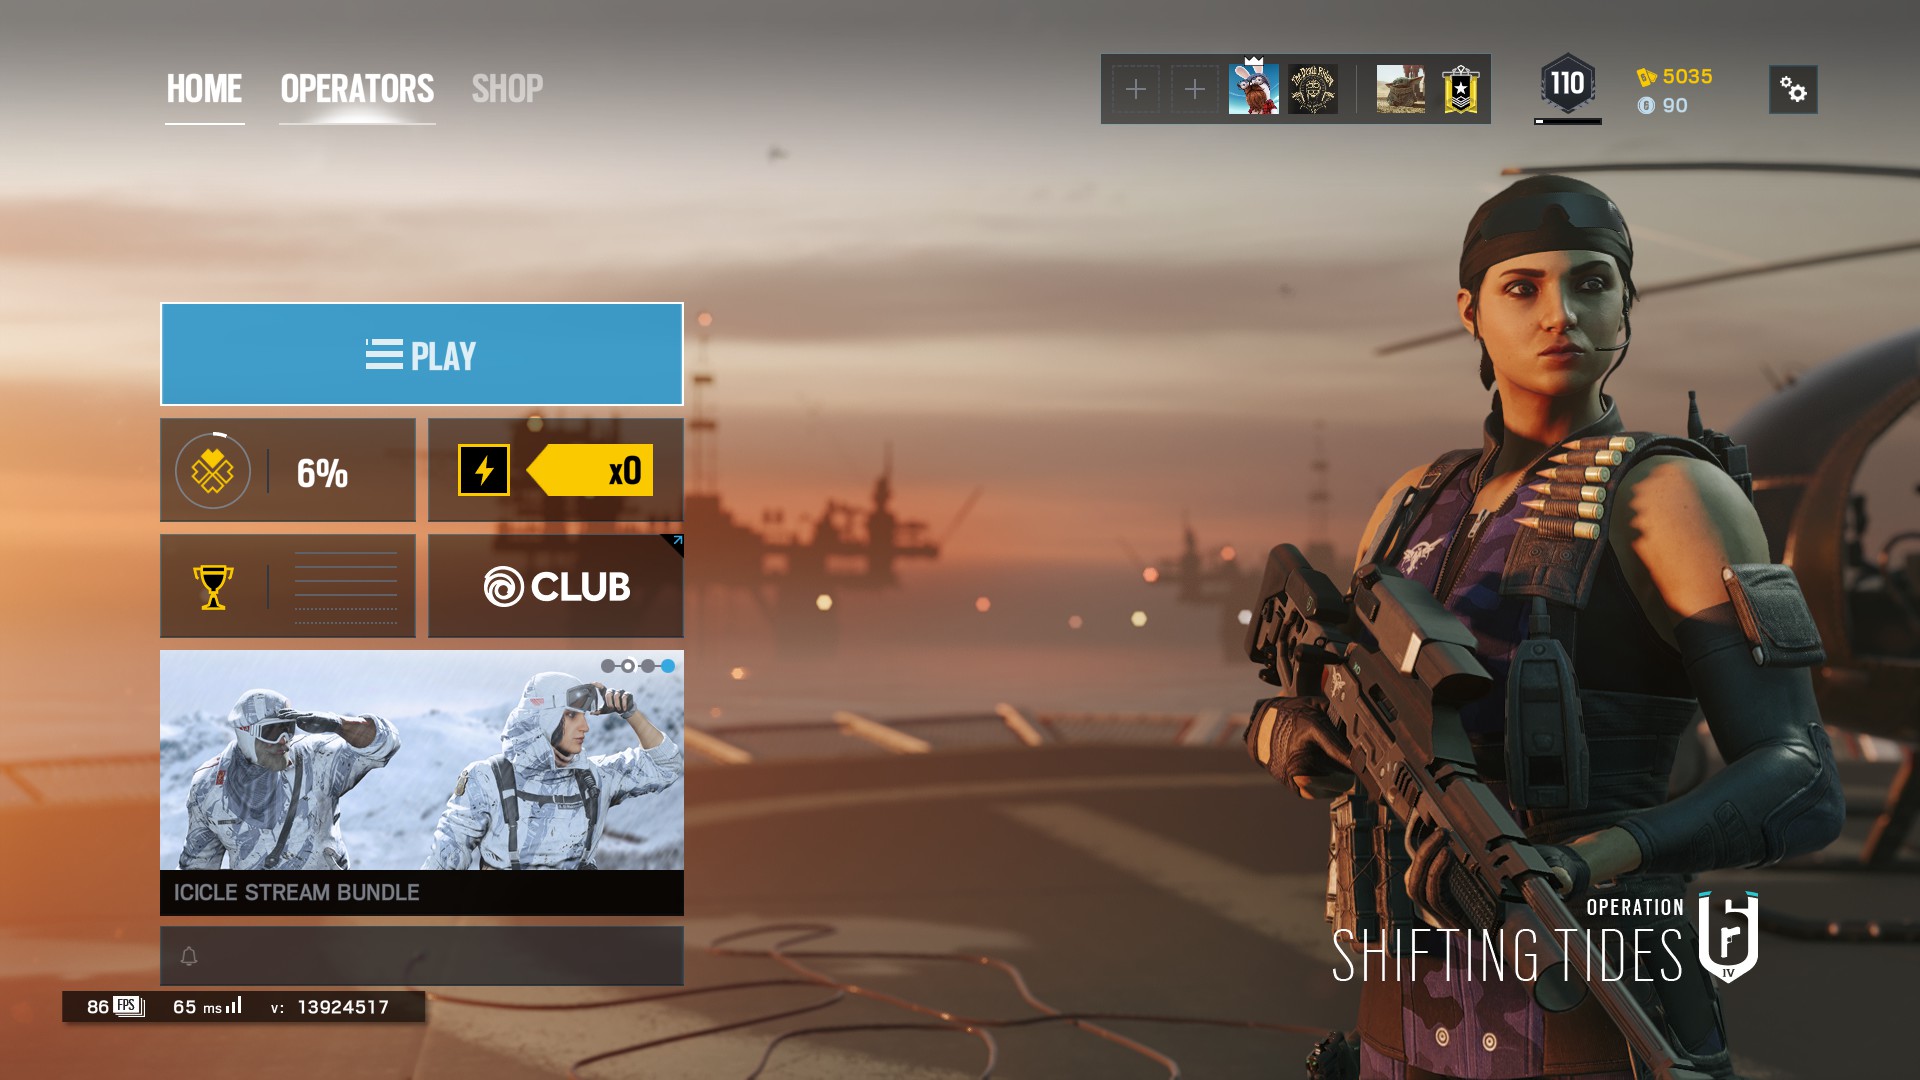 HOME OPERATORS SHOP
110
5035
90
PLAY
6%
x0
CLUB
ICICLE STREAM BUNDLE
OPERATION
SHIFTING TIDES
IV
86 FPS 65 ms v: 13924517